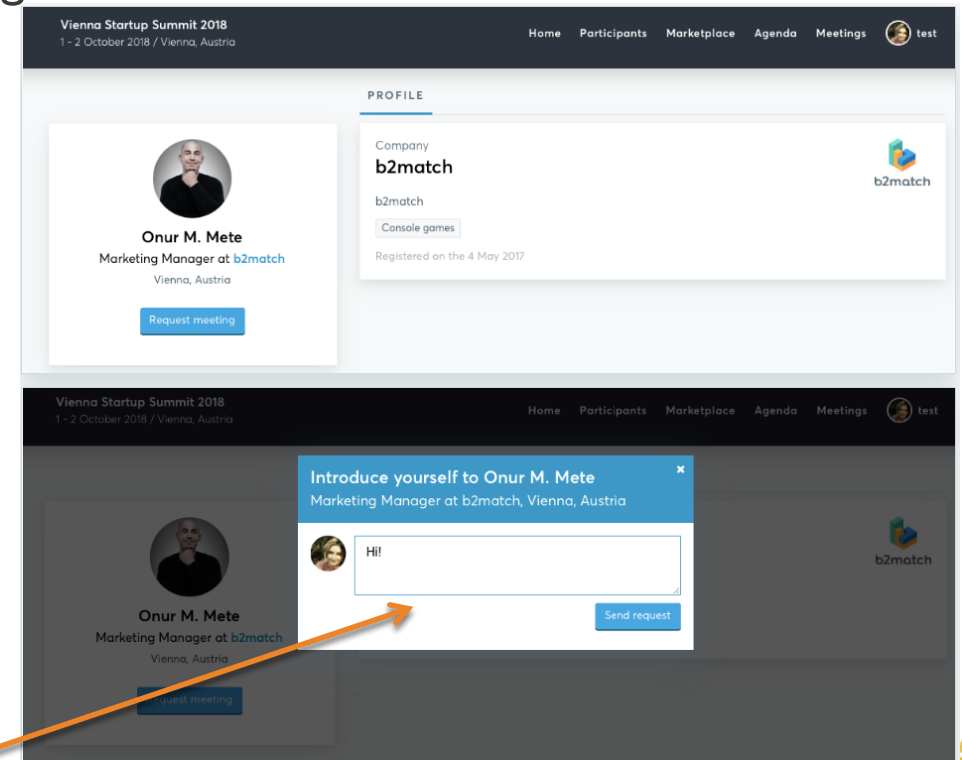 g
Vienna Startup Summit 2018
1 - 2 October 2018 / Vienna, Austria
Home Participants Marketplace Agenda Meetings test
PROFILE
Company
b2match
b2match
b2match
Console games
Registered on the 4 May 2017
Onur M. Mete
Marketing Manager at b2match
Vienna, Austria
Request meeting
Vienna Startup Summit 2018
1 - 2 October 2018 / Vienna, Austria
Home Participants Marketplace Agenda Meetings test
Introduce yourself to Onur M. Mete
Marketing Manager at b2match, Vienna, Austria
Hi!
Send request
b2match
Onur M. Mete
Marketing Manager at b2match
Vienna, Austria
Request meeting